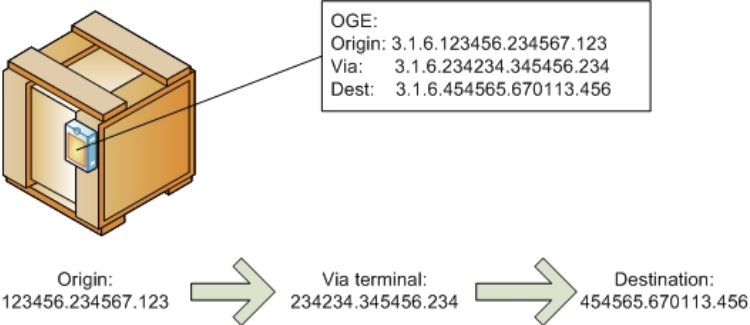 OGE:
Origin: 3.1.6.123456.234567.123
Via: 3.1.6.234234.345456.234
Dest: 3.1.6.454565.670113.456
Origin:
123456.234567.123
Via terminal:
234234.345456.234
Destination:
454565.670113.456